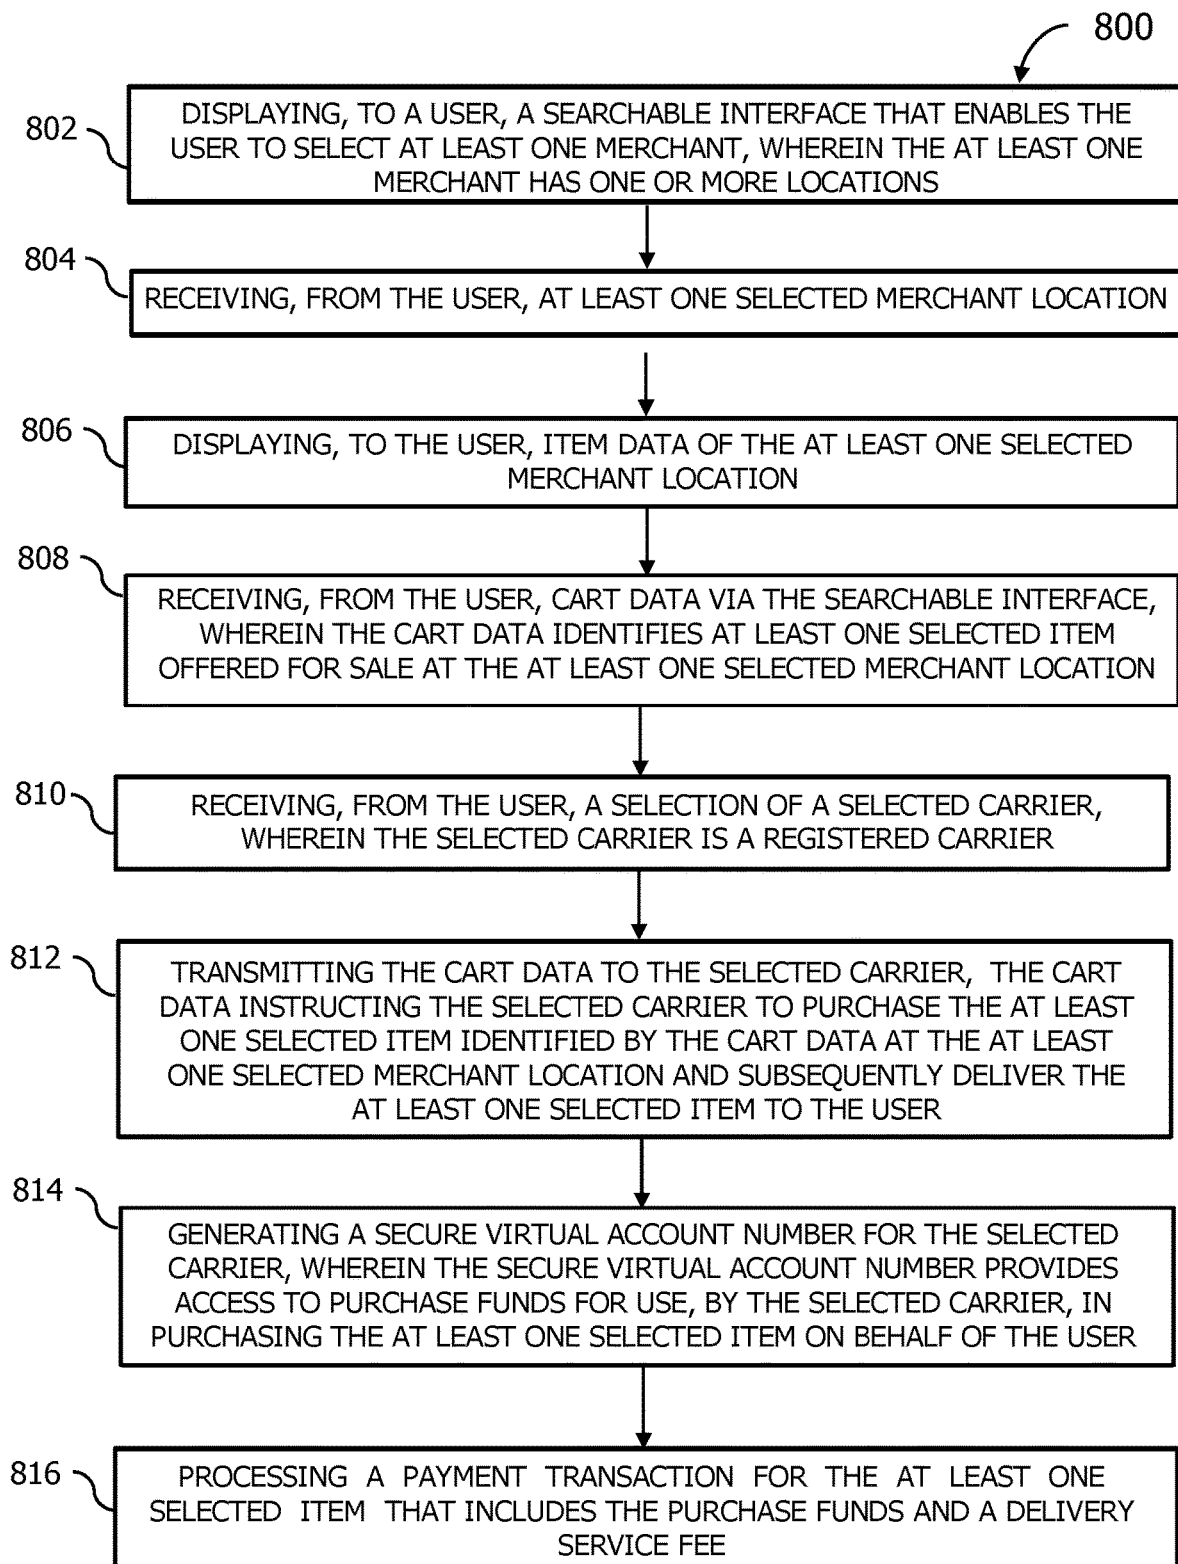 800
802
DISPLAYING, TO A USER, A SEARCHABLE INTERFACE THAT ENABLES THE
USER TO SELECT AT LEAST ONE MERCHANT, WHEREIN THE AT LEAST ONE
MERCHANT HAS ONE OR MORE LOCATIONS
804
RECEIVING, FROM THE USER, AT LEAST ONE SELECTED MERCHANT LOCATION
806
DISPLAYING, TO THE USER, ITEM DATA OF THE AT LEAST ONE SELECTED
MERCHANT LOCATION
808
RECEIVING, FROM THE USER, CART DATA VIA THE SEARCHABLE INTERFACE,
WHEREIN THE CART DATA IDENTIFIES AT LEAST ONE SELECTED ITEM
OFFERED FOR SALE AT THE AT LEAST ONE SELECTED MERCHANT LOCATION
810
RECEIVING, FROM THE USER, A SELECTION OF A SELECTED CARRIER,
WHEREIN THE SELECTED CARRIER IS A REGISTERED CARRIER
812
TRANSMITTING THE CART DATA TO THE SELECTED CARRIER, THE CART
DATA INSTRUCTING THE SELECTED CARRIER TO PURCHASE THE AT LEAST
ONE SELECTED ITEM IDENTIFIED BY THE CART DATA AT THE AT LEAST
ONE SELECTED MERCHANT LOCATION AND SUBSEQUENTLY DELIVER THE
AT LEAST ONE SELECTED ITEM TO THE USER
814
GENERATING A SECURE VIRTUAL ACCOUNT NUMBER FOR THE SELECTED
CARRIER, WHEREIN THE SECURE VIRTUAL ACCOUNT NUMBER PROVIDES
ACCESS TO PURCHASE FUNDS FOR USE, BY THE SELECTED CARRIER, IN
PURCHASING THE AT LEAST ONE SELECTED ITEM ON BEHALF OF THE USER
816
PROCESSING A PAYMENT TRANSACTION FOR THE AT LEAST ONE
SELECTED ITEM THAT INCLUDES THE PURCHASE FUNDS AND A DELIVERY
SERVICE FEE